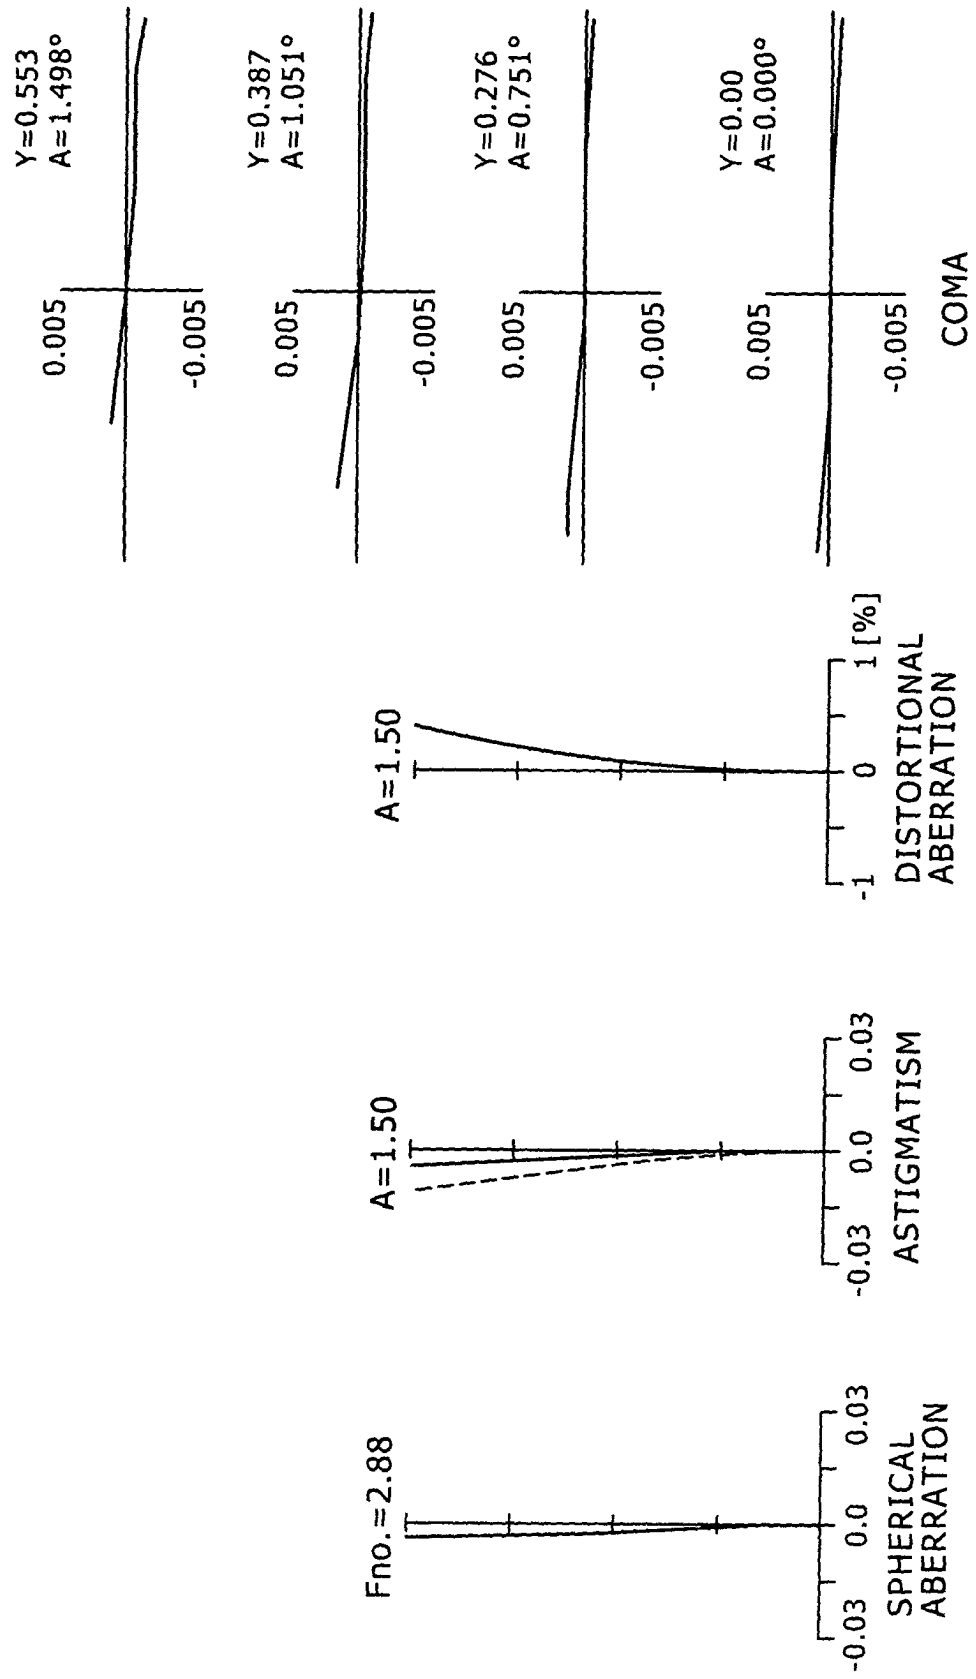 Fno.=2.88
-0.03
0.0
0.03
SPHERICAL
ABERRATION
A=1.50
-0.03
0.0
0.03
ASTIGMATISM
A=1.50
-1
0
1 [%]
DISTORTIONAL
ABERRATION
Y=0.553
A=1.498°
0.005
-0.005
Y=0.387
A=1.051°
0.005
-0.005
Y=0.276
A=0.751°
0.005
-0.005
Y=0.00
A=0.000°
0.005
-0.005
COMA